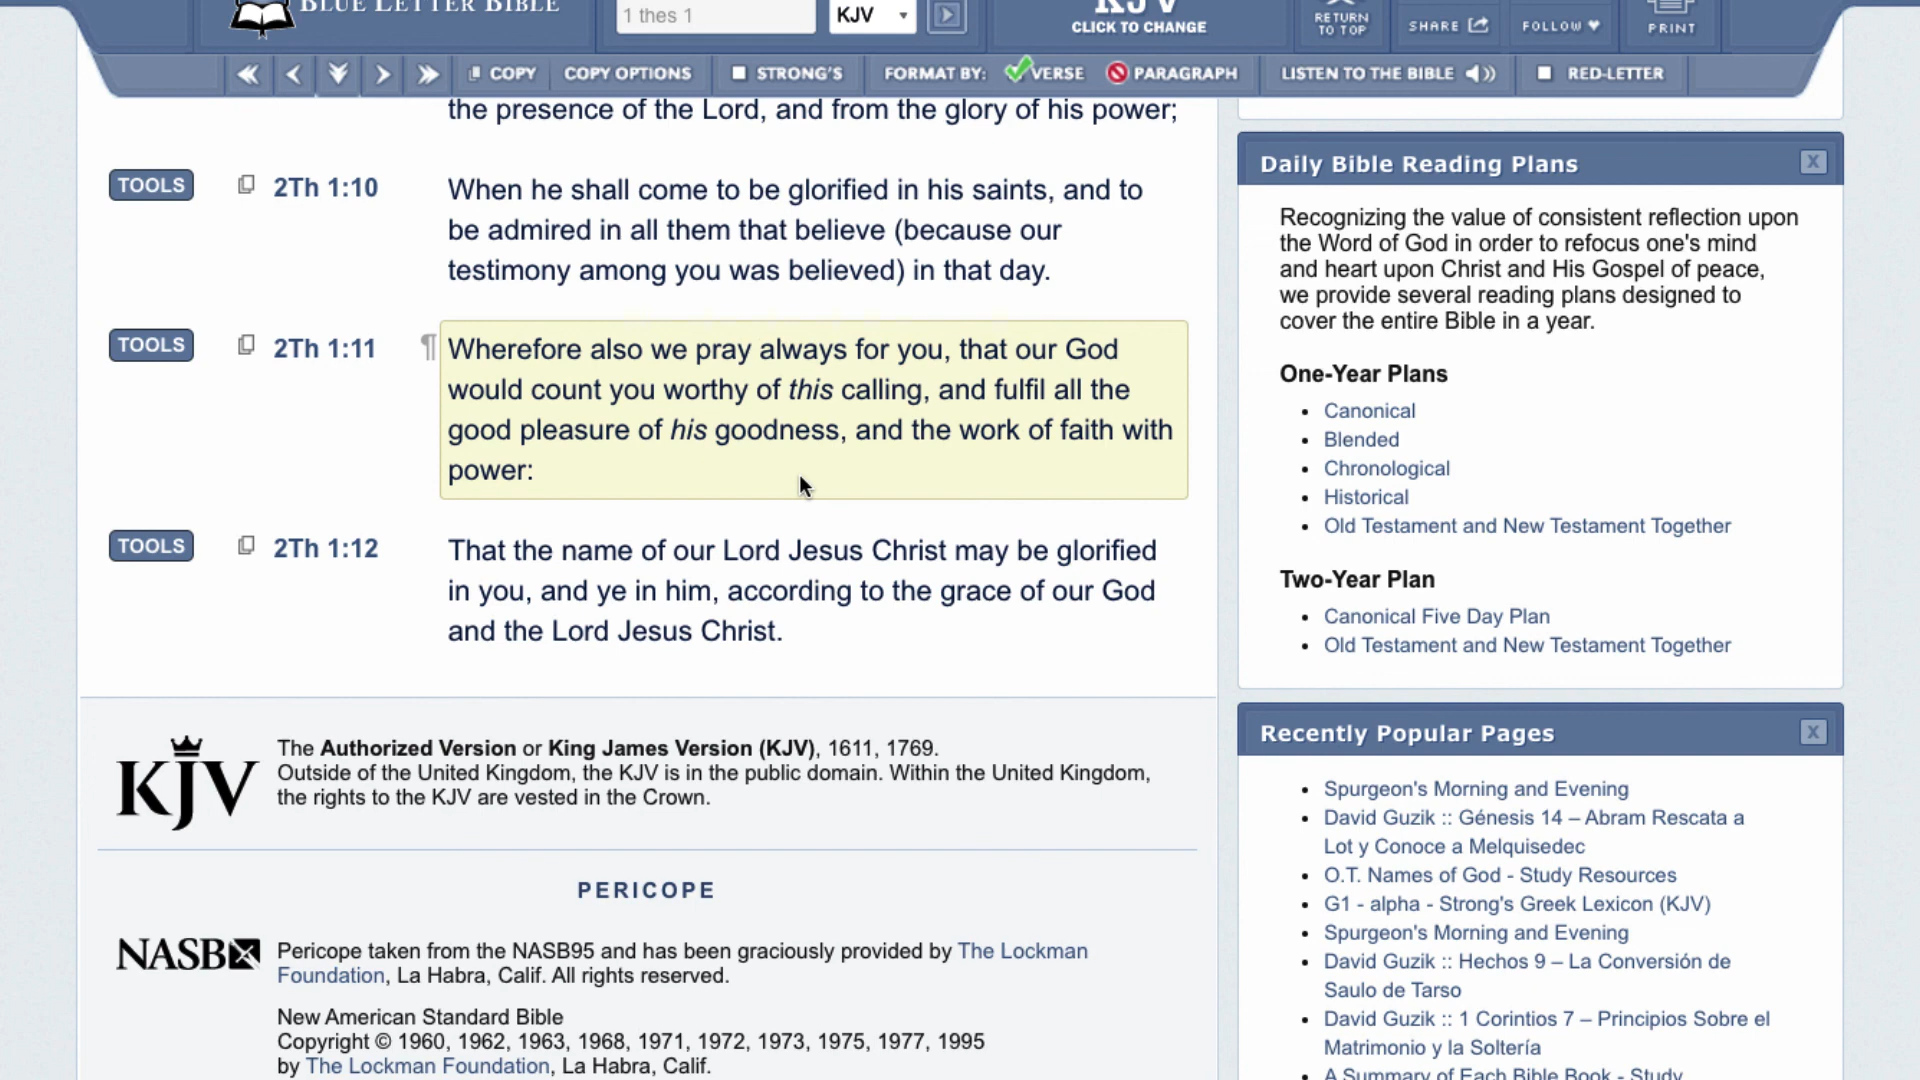 BLUE LETTER BIBLE
1 thes 1
KJV
KJV
CLICK TO CHANGE
RETURN
TO TOP
SHARE
FOLLOW
PRINT
COPY
COPY OPTIONS
STRONG'S
FORMAT BY:
VERSE
PARAGRAPH
LISTEN TO THE BIBLE
RED-LETTER
the presence of the Lord, and from the glory of his power;
TOOLS
2Th 1:10
When he shall come to be glorified in his saints, and to
be admired in all them that believe (because our
testimony among you was believed) in that day.
TOOLS
2Th 1:11
¶
Wherefore also we pray always for you, that our God
would count you worthy of this calling, and fulfil all the
good pleasure of his goodness, and the work of faith with
power:
TOOLS
2Th 1:12
That the name of our Lord Jesus Christ may be glorified
in you, and ye in him, according to the grace of our God
and the Lord Jesus Christ.
KJV
The Authorized Version or King James Version (KJV), 1611, 1769.
Outside of the United Kingdom, the KJV is in the public domain. Within the United Kingdom,
the rights to the KJV are vested in the Crown.
PERICOPE
NASB
Pericope taken from the NASB95 and has been graciously provided by The Lockman
Foundation, La Habra, Calif. All rights reserved.
New American Standard Bible
Copyright © 1960, 1962, 1963, 1968, 1971, 1972, 1973, 1975, 1977, 1995
by The Lockman Foundation, La Habra, Calif.
Daily Bible Reading Plans
X
Recognizing the value of consistent reflection upon
the Word of God in order to refocus one's mind
and heart upon Christ and His Gospel of peace,
we provide several reading plans designed to
cover the entire Bible in a year.
One-Year Plans
• Canonical
• Blended
• Chronological
• Historical
• Old Testament and New Testament Together
Two-Year Plan
• Canonical Five Day Plan
• Old Testament and New Testament Together
Recently Popular Pages
X
• Spurgeon's Morning and Evening
• David Guzik :: Génesis 14 – Abram Rescata a
Lot y Conoce a Melquisedec
• O.T. Names of God - Study Resources
• G1 - alpha - Strong's Greek Lexicon (KJV)
• Spurgeon's Morning and Evening
• David Guzik :: Hechos 9 – La Conversión de
Saulo de Tarso
• David Guzik :: 1 Corintios 7 – Principios Sobre el
Matrimonio y la Soltería
• A Summary of Each Bible Book - Study